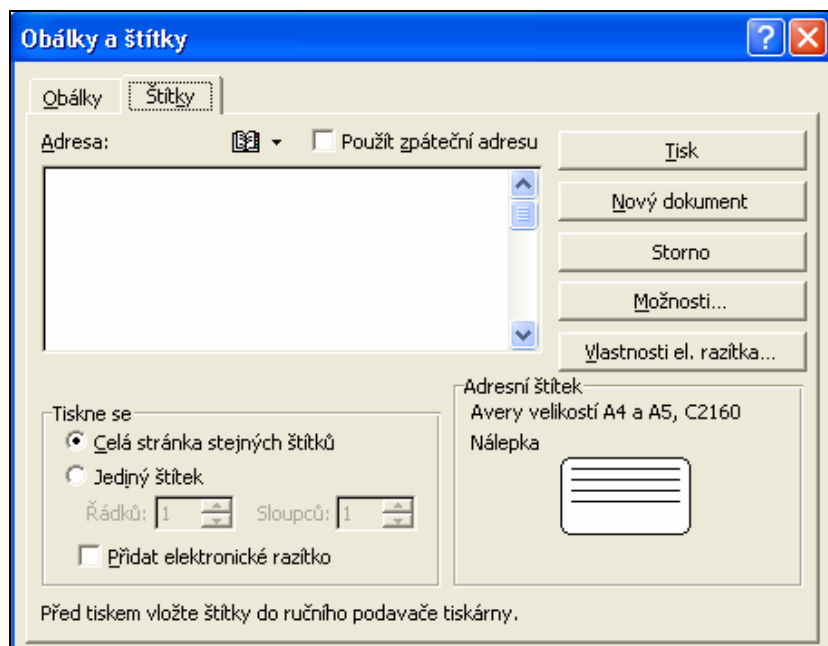 Obálky a štítky
Obálky Štítky
Adresa: Použít zpáteční adresu
Tisk
Nový dokument
Storno
Možnosti...
Vlastnosti el. razítka...
Tiskne se
Celá stránka stejných štítků
Jediný štítek
Řádků: 1 Sloupců: 1
Přidat elektronické razítko
Adresní štítek
Avery velikostí A4 a A5, C2160
Nálepka
Před tiskem vložte štítky do ručního podavače tiskárny.